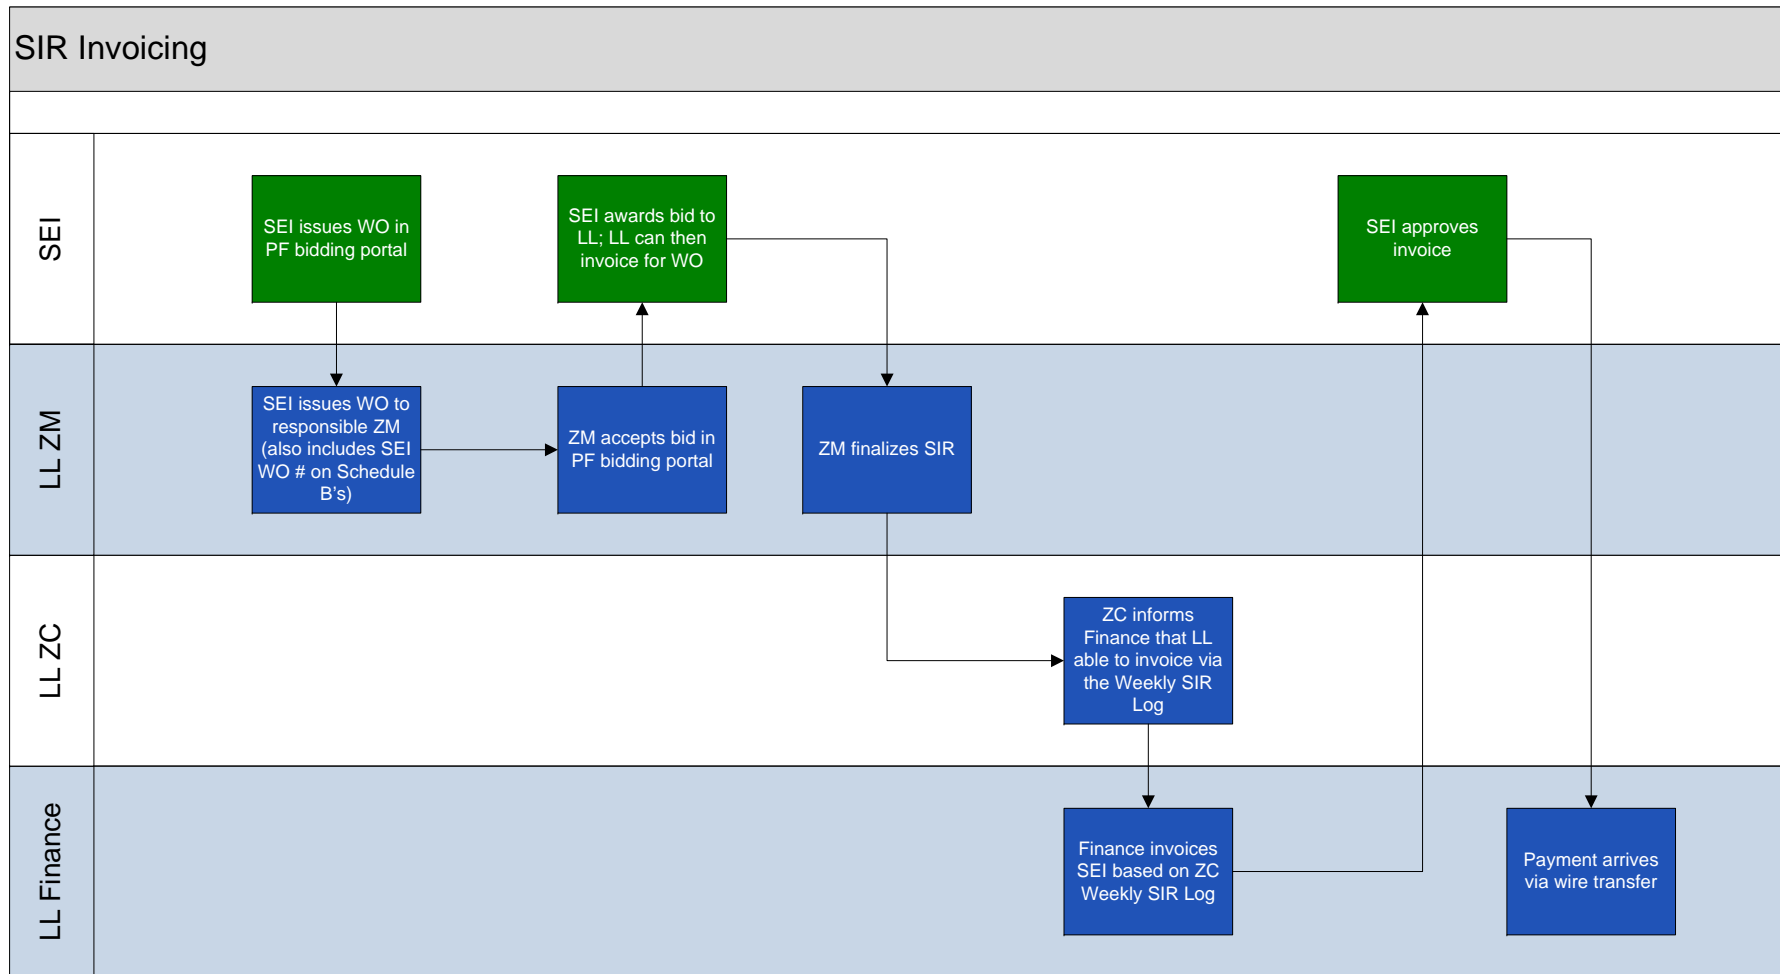 SIR Invoicing
SEI
SEI issues WO in
PF bidding portal
SEI awards bid to
LL; LL can then
invoice for WO
SEI approves
invoice
LL ZM
SEI issues WO to
responsible ZM
(also includes SEI
WO # on Schedule
B’s)
ZM accepts bid in
PF bidding portal
ZM finalizes SIR
LL ZC
ZC informs
Finance that LL
able to invoice via
the Weekly SIR
Log
LL Finance
Finance invoices
SEI based on ZC
Weekly SIR Log
Payment arrives
via wire transfer